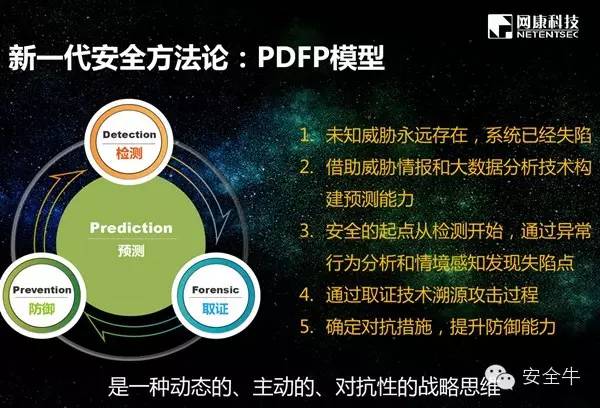 网康科技
NETENTSEC
新一代安全方法论：PDFP模型
Detection
检测
Prediction
预测
Prevention
防御
Forensic
取证
1. 未知威胁永远存在，系统已经失陷
2. 借助威胁情报和大数据分析技术构
建预测能力
3. 安全的起点从检测开始，通过异常
行为分析和情境感知发现失陷点
4. 通过取证技术溯源攻击过程
5. 确定对抗措施，提升防御能力
是一种动态的、主动的、对抗性的战略思维
安全牛